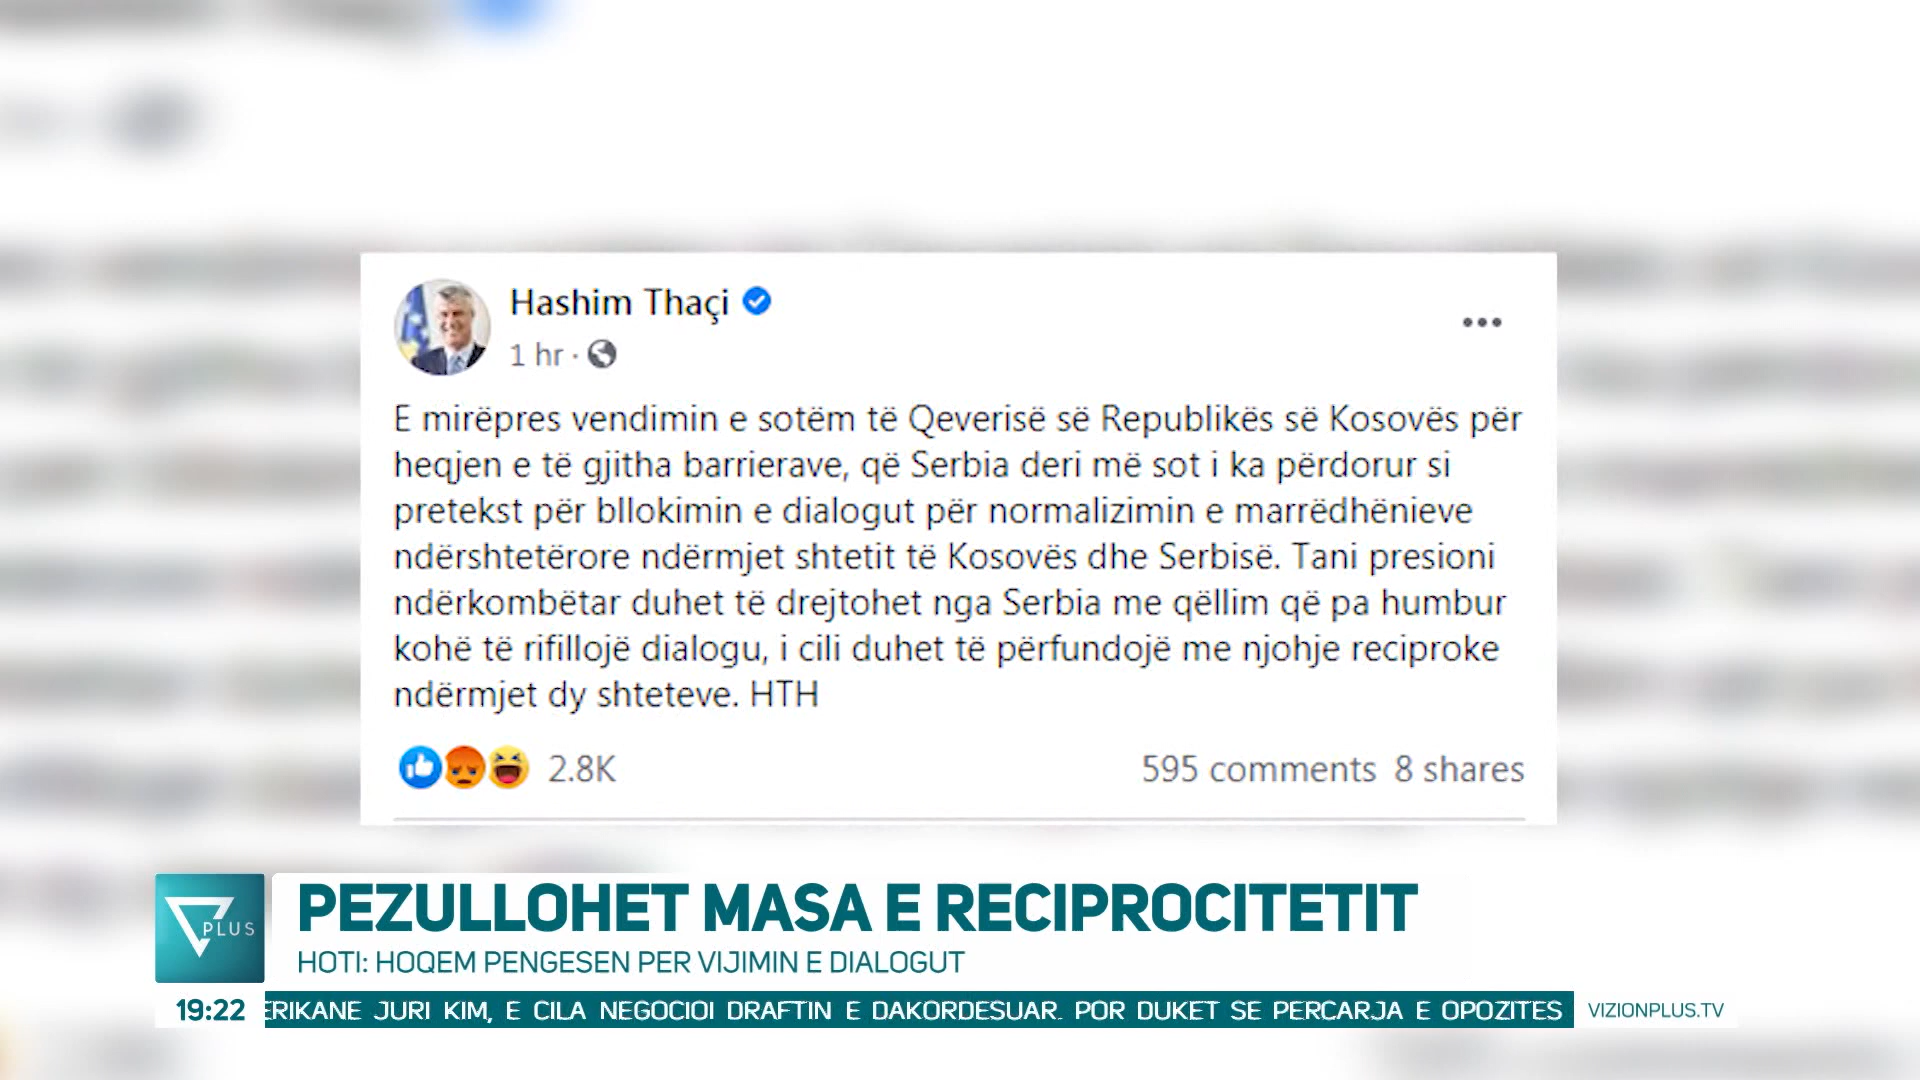 Hashim Thaçi
1 hr ·
E mirëpres vendimin e sotëm të Qeverisë së Republikës së Kosovës për
heqjen e të gjitha barrierave, që Serbia deri më sot i ka përdorur si
pretekst për bllokimin e dialogut për normalizimin e marrëdhënieve
ndërshtetërore ndërmjet shtetit të Kosovës dhe Serbisë. Tani presioni
ndërkombëtar duhet të drejtohet nga Serbia me qëllim që pa humbur
kohë të rifillojë dialogu, i cili duhet të përfundojë me njohje reciproke
ndërmjet dy shteteve. HTH
2.8K 595 comments 8 shares
PLUS
PEZULLOHET MASA E RECIPROCITETIT
HOTI: HOQEM PENGESEN PER VIJIMIN E DIALOGUT
19:22 ERIKANE JURI KIM, E CILA NEGOCIOI DRAFTIN E DAKORDESUAR. POR DUKET SE PERCARJA E OPOZITES VIZIONPLUS.TV